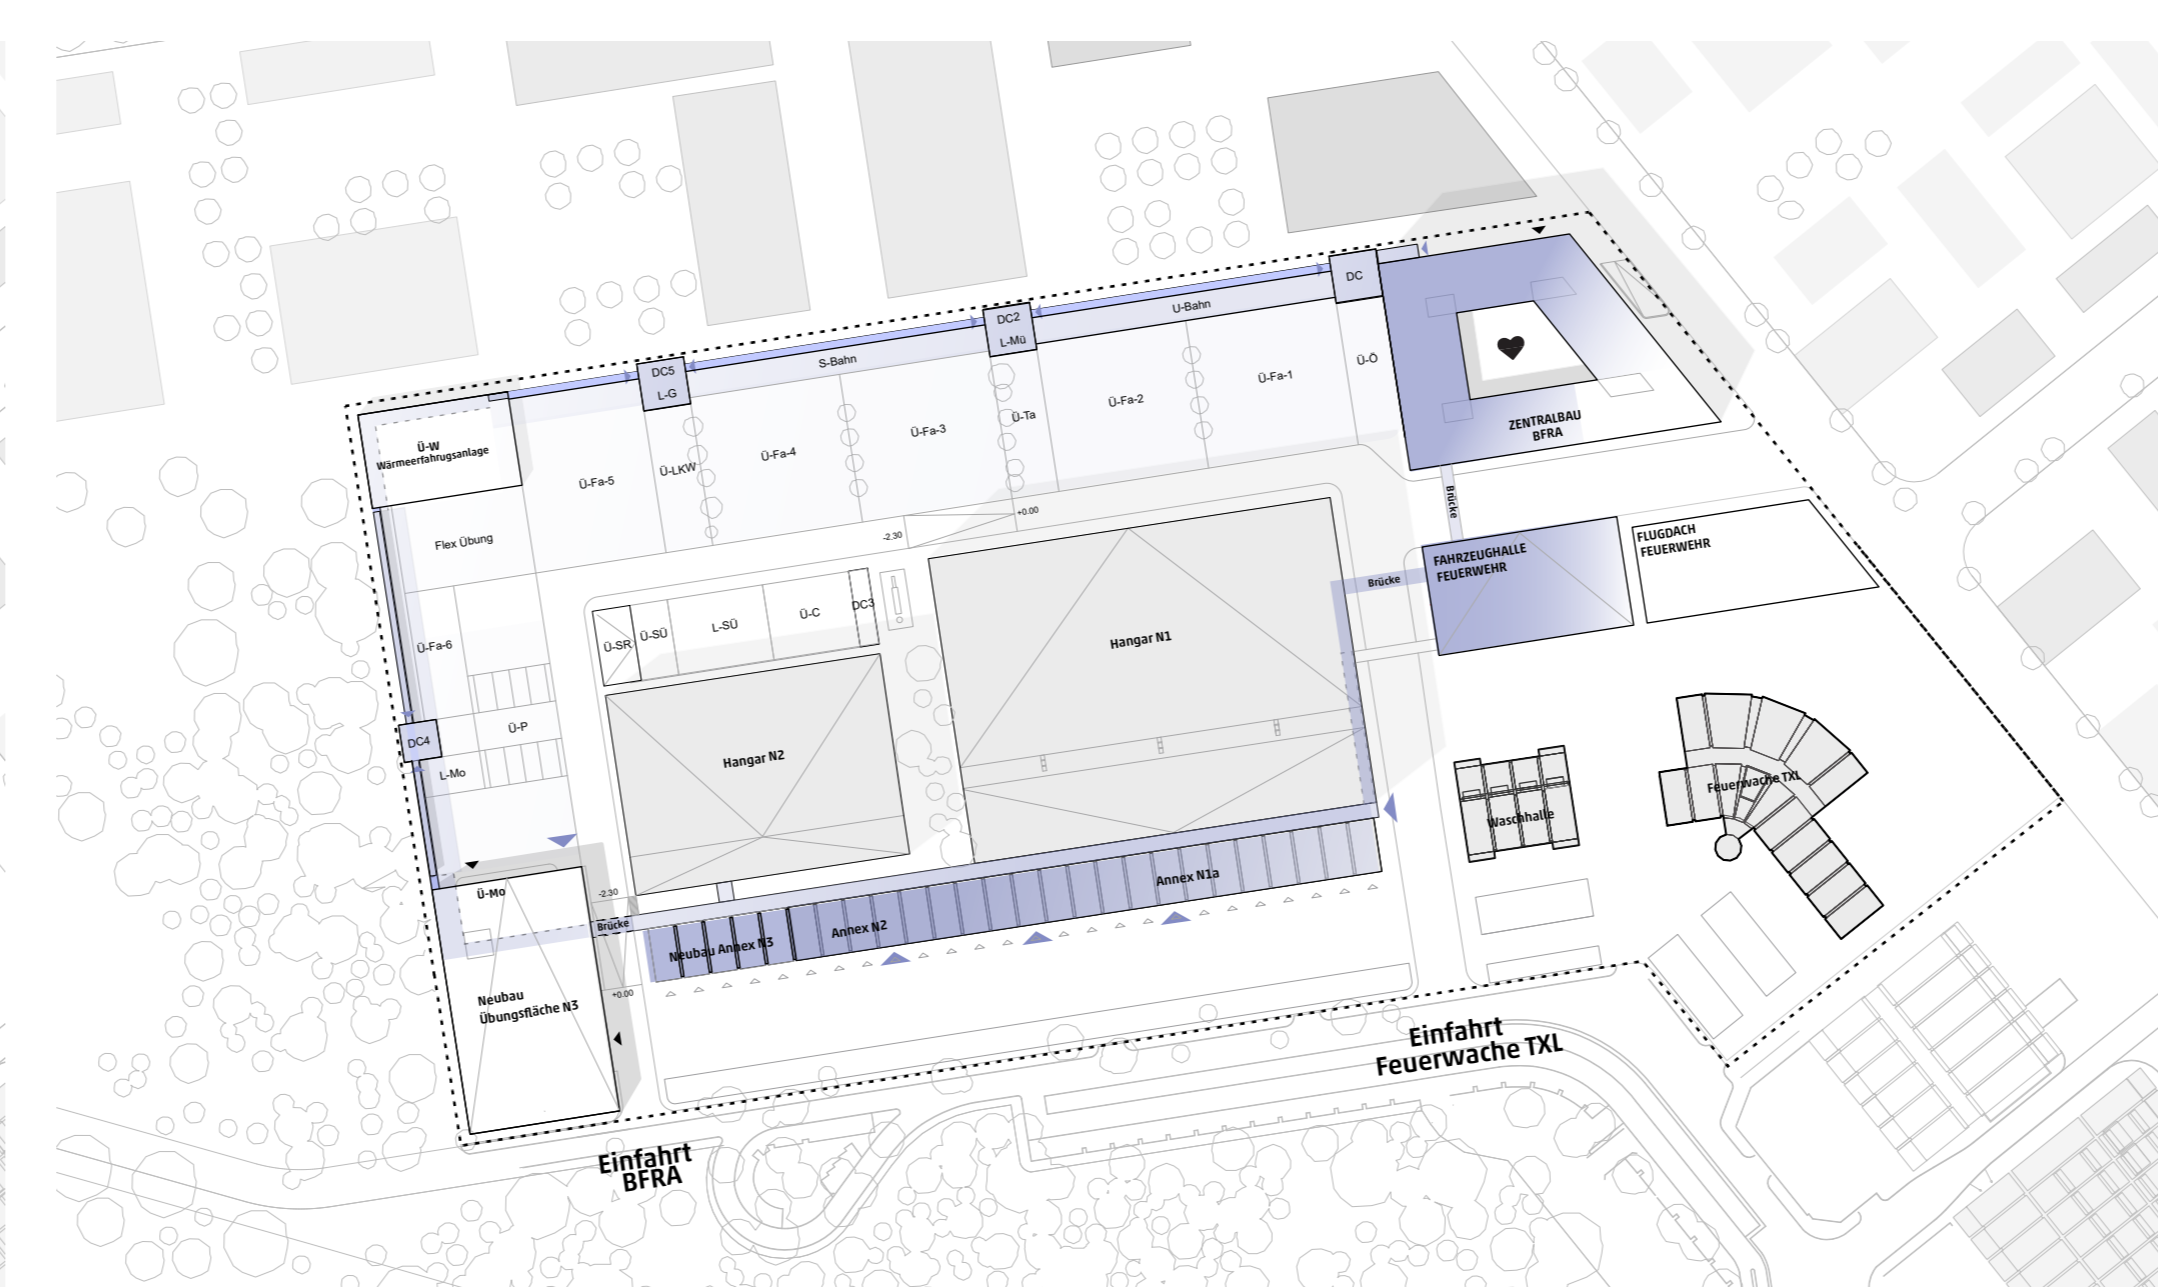 DC
U-Bahn
DC2
L-Mü
S-Bahn
DC5
L-G
Ü-Ö
Ü-Fa-1
Ü-Fa-2
Ü-Ta
Ü-Fa-3
Ü-Fa-4
Ü-LKW
Ü-Fa-5
Ü-W
Wärmeerfahrugsanlage
ZENTRALBAU
BFRA
Brücke
Flex Übung
-2.30
+0.00
FAHRZEUGHALLE
FEUERWEHR
FLUGDACH
FEUERWEHR
Brücke
Ü-SR
Ü-SÜ
L-SÜ
Ü-C
DC3
Ü-Fa-6
Hangar N1
Hangar N2
Ü-P
DC4
L-Mo
Waschhalle
Feuerwache TXL
Ü-Mo
-2.30
Brücke
Neubau Annex N3
Annex N2
Annex N1a
Neubau
Übungsfläche N3
+0.00
Einfahrt
Feuerwache TXL
Einfahrt
BFRA